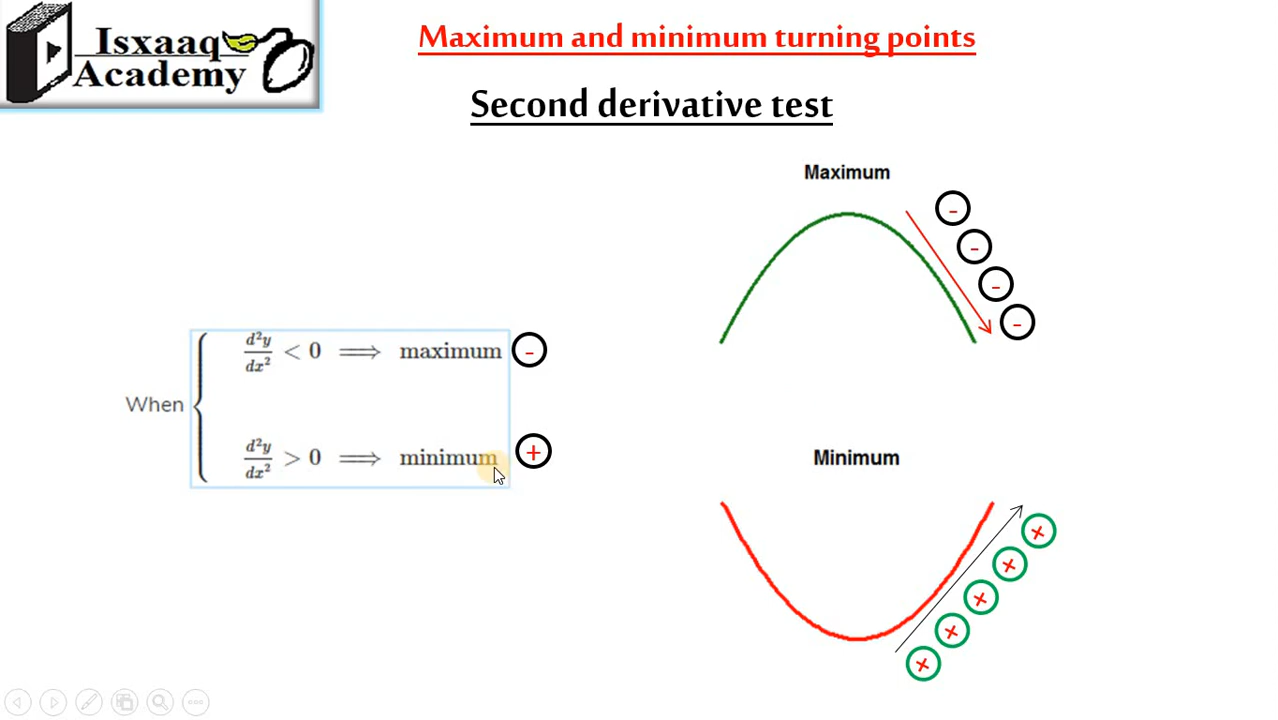 Isxaaq
Academy
Maximum and minimum turning points
Second derivative test
Maximum
-
-
-
-
When
d²y/dx² < 0 ⟹ maximum -
d²y/dx² > 0 ⟹ minimum +
Minimum
+
+
+
+
+